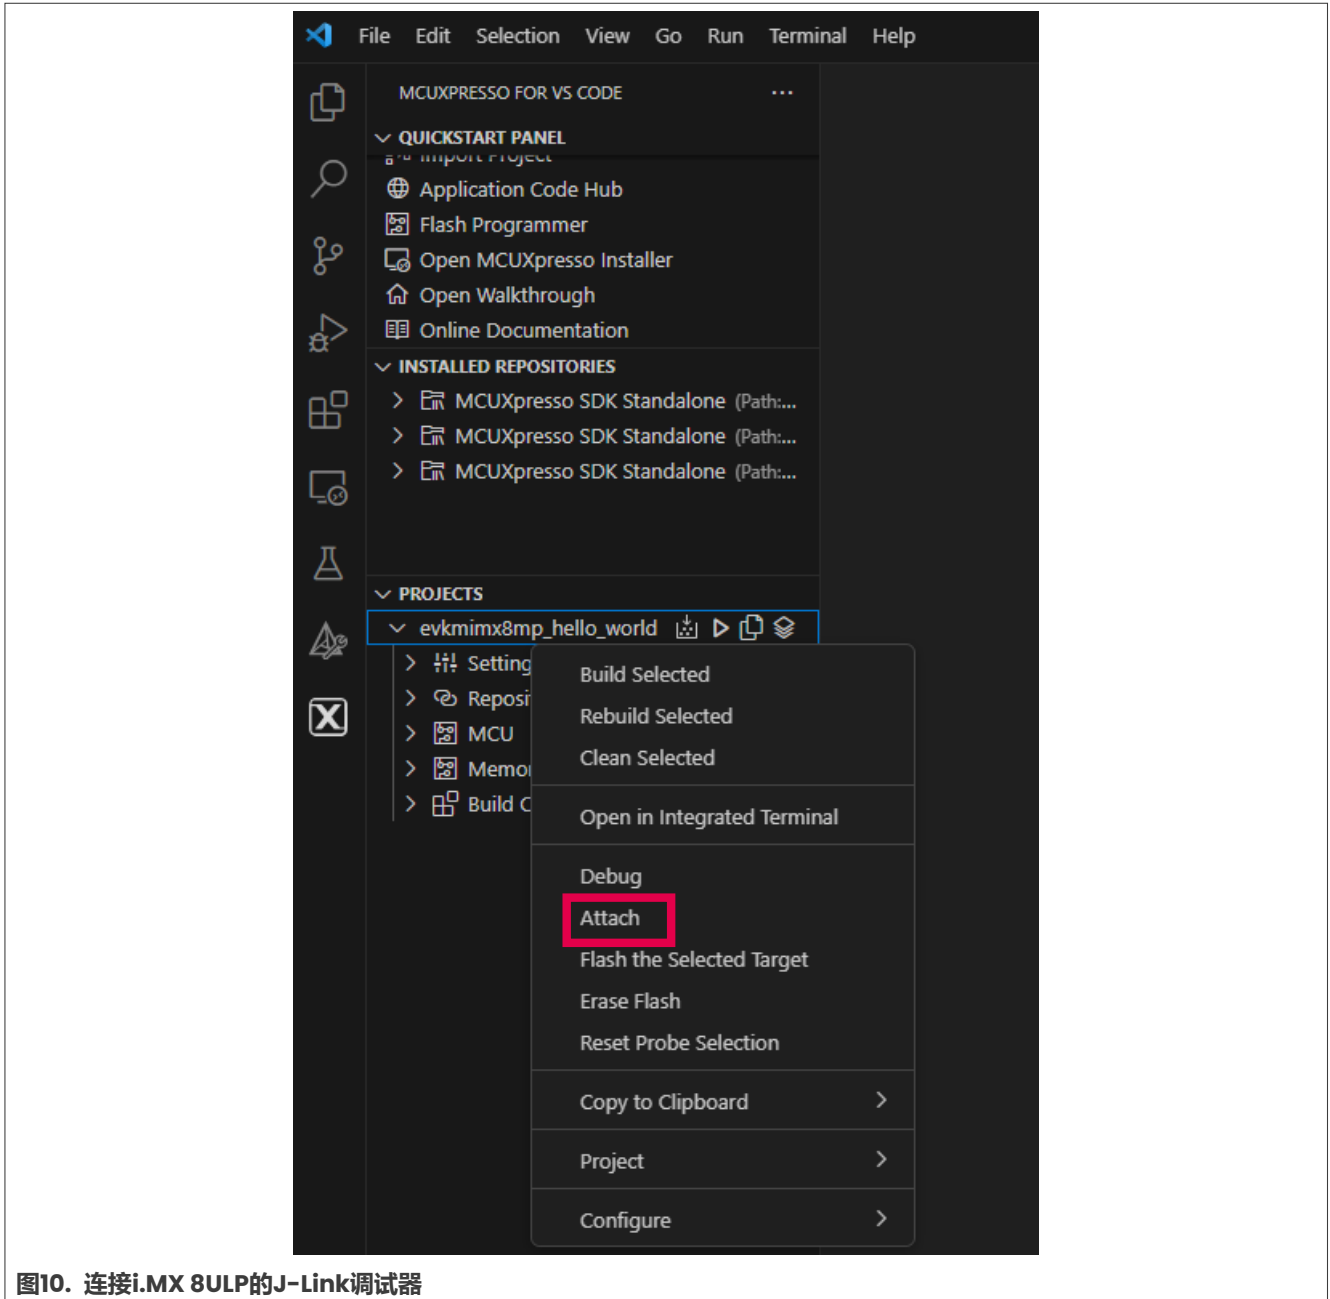 File Edit Selection View Go Run Terminal Help
MCUXPRESSO FOR VS CODE ···
QUICKSTART PANEL
Import Project
Application Code Hub
Flash Programmer
Open MCUXpresso Installer
Open Walkthrough
Online Documentation
INSTALLED REPOSITORIES
MCUXpresso SDK Standalone (Path:...
MCUXpresso SDK Standalone (Path:...
MCUXpresso SDK Standalone (Path:...
PROJECTS
evkmimx8mp_hello_world
Setting
Reposi
MCU
Memo
Build C
Build Selected
Rebuild Selected
Clean Selected
Open in Integrated Terminal
Debug
Attach
Flash the Selected Target
Erase Flash
Reset Probe Selection
Copy to Clipboard
Project
Configure
图10. 连接i.MX 8ULP的J-Link调试器